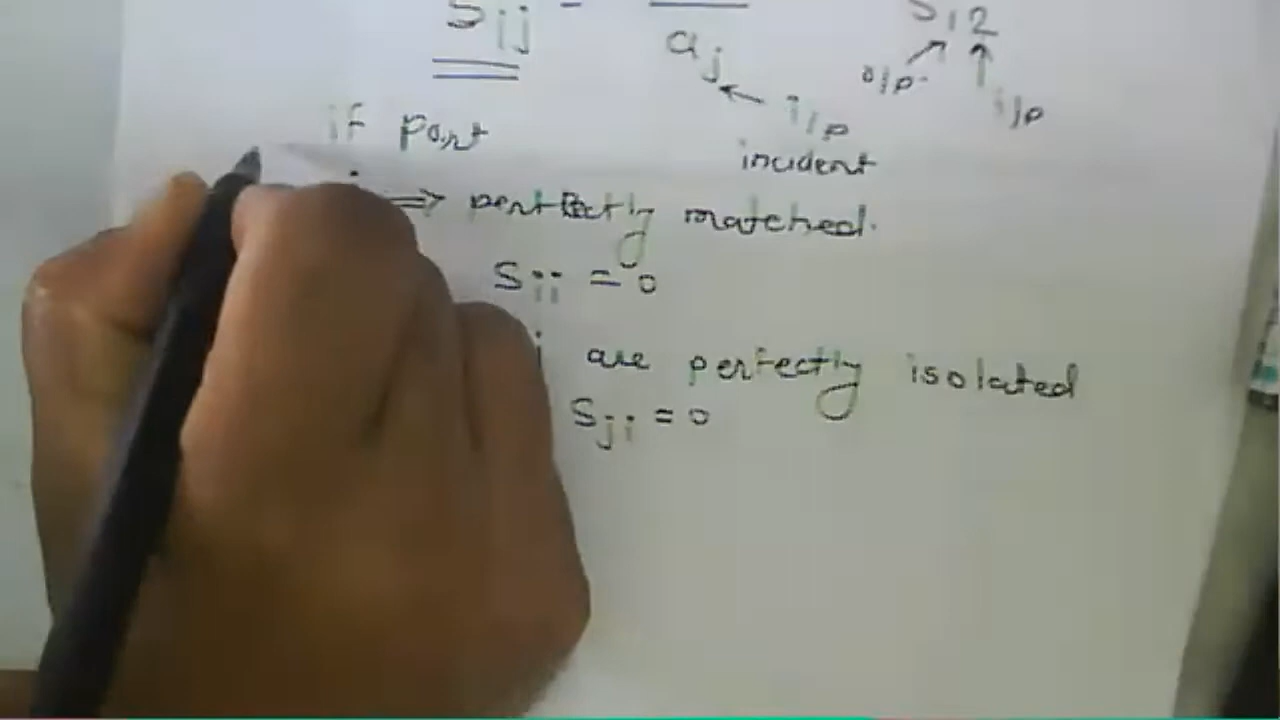 Sij = S12
aj
o/p i/p
i/p
if port
incident
i ⇒ perfectly matched.
Sii = 0
i are perfectly isolated
Sji = 0